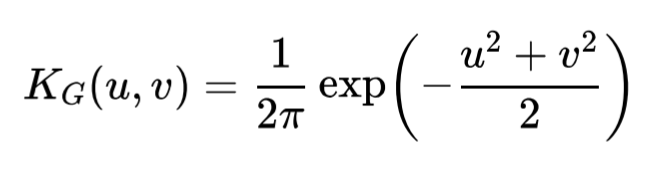 K_G(u, v) = \frac{1}{2\pi} \exp\left(-\frac{u^2 + v^2}{2}\right)